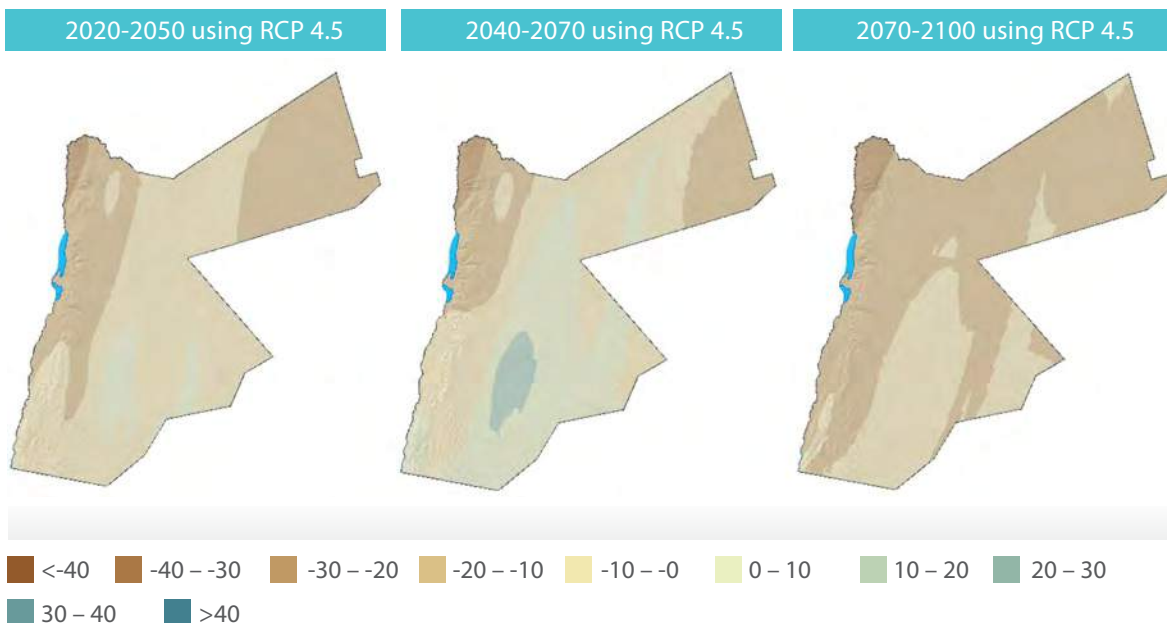 2020-2050 using RCP 4.5
2040-2070 using RCP 4.5
2070-2100 using RCP 4.5
<-40
-40 – -30
-30 – -20
-20 – -10
-10 – -0
0 – 10
10 – 20
20 – 30
30 – 40
>40